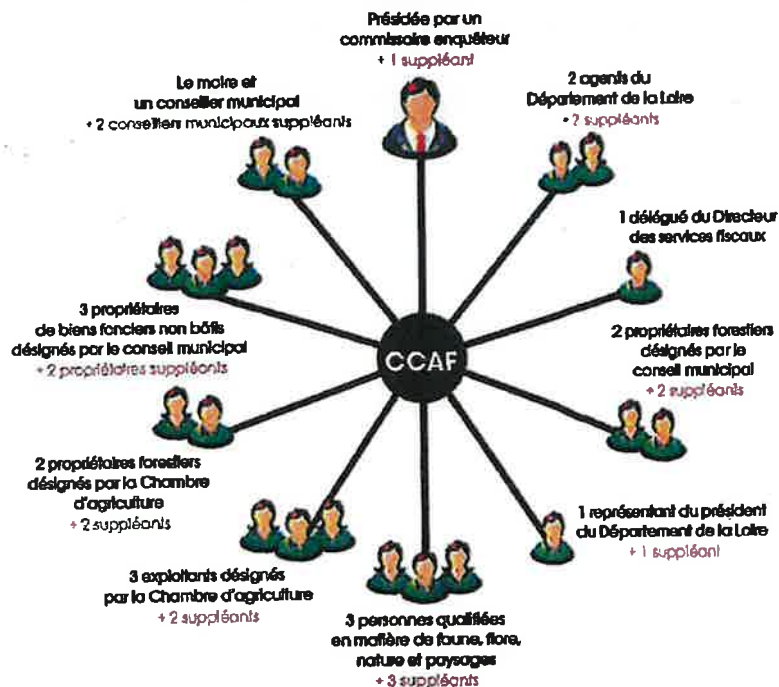 Présidée par un
commissaire enquêteur
+ 1 suppléant
2 agents du
Département de la Loire
+ 2 suppléants
1 délégué du Directeur
des services fiscaux
2 propriétaires forestiers
désignés par le
conseil municipal
+ 2 suppléants
1 représentant du président
du Département de la Loire
+ 1 suppléant
3 personnes qualifiées
en matière de faune, flore,
nature et paysages
+ 3 suppléants
3 exploitants désignés
par la Chambre d'agriculture
+ 2 suppléants
2 propriétaires forestiers
désignés par la Chambre
d'agriculture
+ 2 suppléants
3 propriétaires
de biens fonciers non bâtis
désignés par le conseil municipal
+ 2 propriétaires suppléants
Le maire et
un conseiller municipal
+ 2 conseillers municipaux suppléants
CCAF